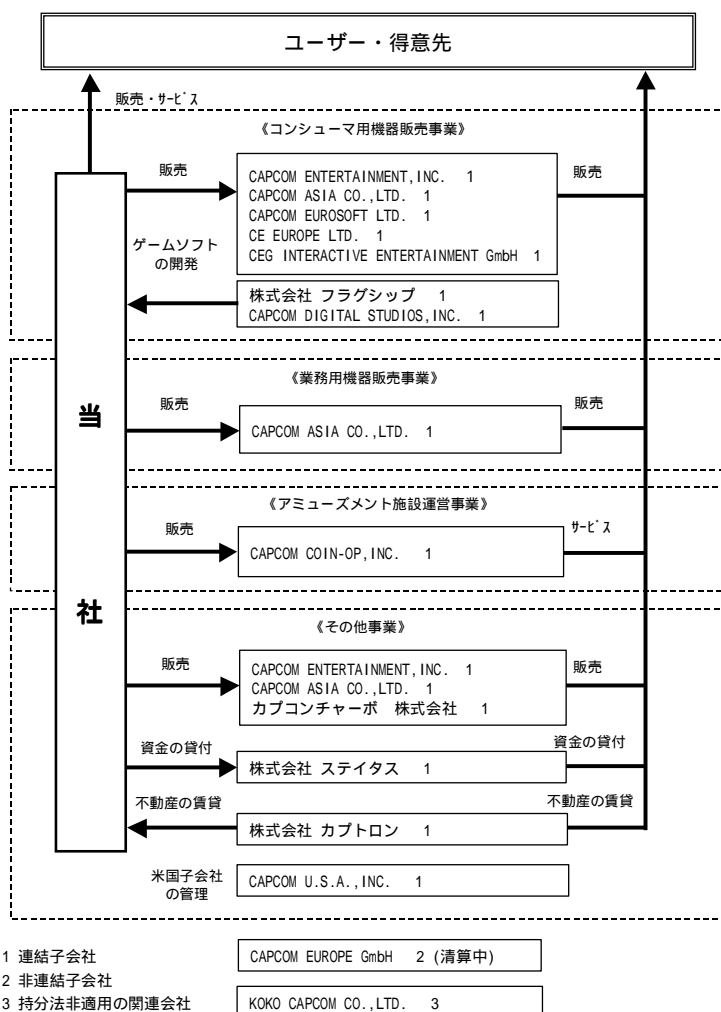 ユーザー・得意先
販売・ｻｰﾋﾞｽ
《コンシューマ用機器販売事業》
販売
CAPCOM ENTERTAINMENT,INC. 1
CAPCOM ASIA CO.,LTD. 1
CAPCOM EUROSOFT LTD. 1
CE EUROPE LTD. 1
CEG INTERACTIVE ENTERTAINMENT GmbH 1
販売
ゲームソフト
の開発
株式会社 フラグシップ 1
CAPCOM DIGITAL STUDIOS,INC. 1
《業務用機器販売事業》
当
社
販売
CAPCOM ASIA CO.,LTD. 1
販売
《アミューズメント施設運営事業》
販売
CAPCOM COIN-OP,INC. 1
ｻｰﾋﾞｽ
《その他事業》
販売
CAPCOM ENTERTAINMENT,INC. 1
CAPCOM ASIA CO.,LTD. 1
カプコンチャーボ 株式会社 1
販売
資金の貸付
株式会社 ステイタス 1
資金の貸付
不動産の賃貸
株式会社 カプトロン 1
不動産の賃貸
米国子会社
の管理
CAPCOM U.S.A.,INC. 1
1 連結子会社
CAPCOM EUROPE GmbH 2 (清算中)
2 非連結子会社
3 持分法非適用の関連会社
KOKO CAPCOM CO.,LTD. 3